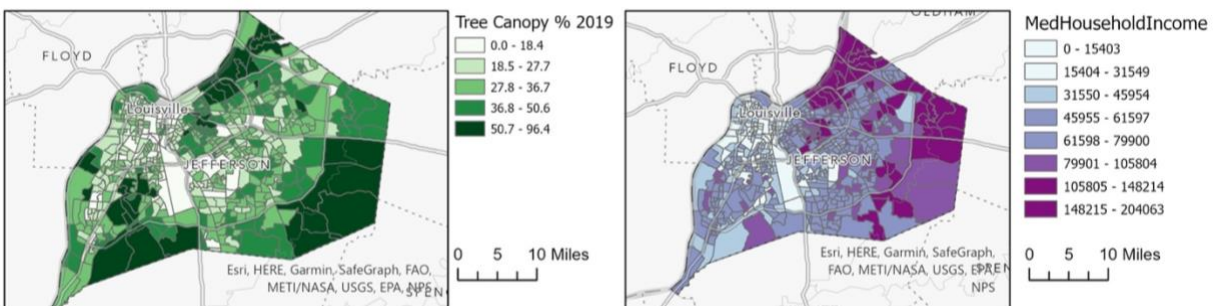 FLOYD
Louisville
JEFFERSON
Esri, HERE, Garmin, SafeGraph, FAO,
METI/NASA, USGS, EPA, NPS
SPEN
Tree Canopy % 2019
0.0 - 18.4
18.5 - 27.7
27.8 - 36.7
36.8 - 50.6
50.7 - 96.4
0 5 10 Miles
OLDHAM
FLOYD
Louisville
JEFFERSON
Esri, HERE, Garmin, SafeGraph,
FAO, METI/NASA, USGS, EPA,
NPS
MedHouseholdIncome
0 - 15403
15404 - 31549
31550 - 45954
45955 - 61597
61598 - 79900
79901 - 105804
105805 - 148214
148215 - 204063
0 5 10 Miles